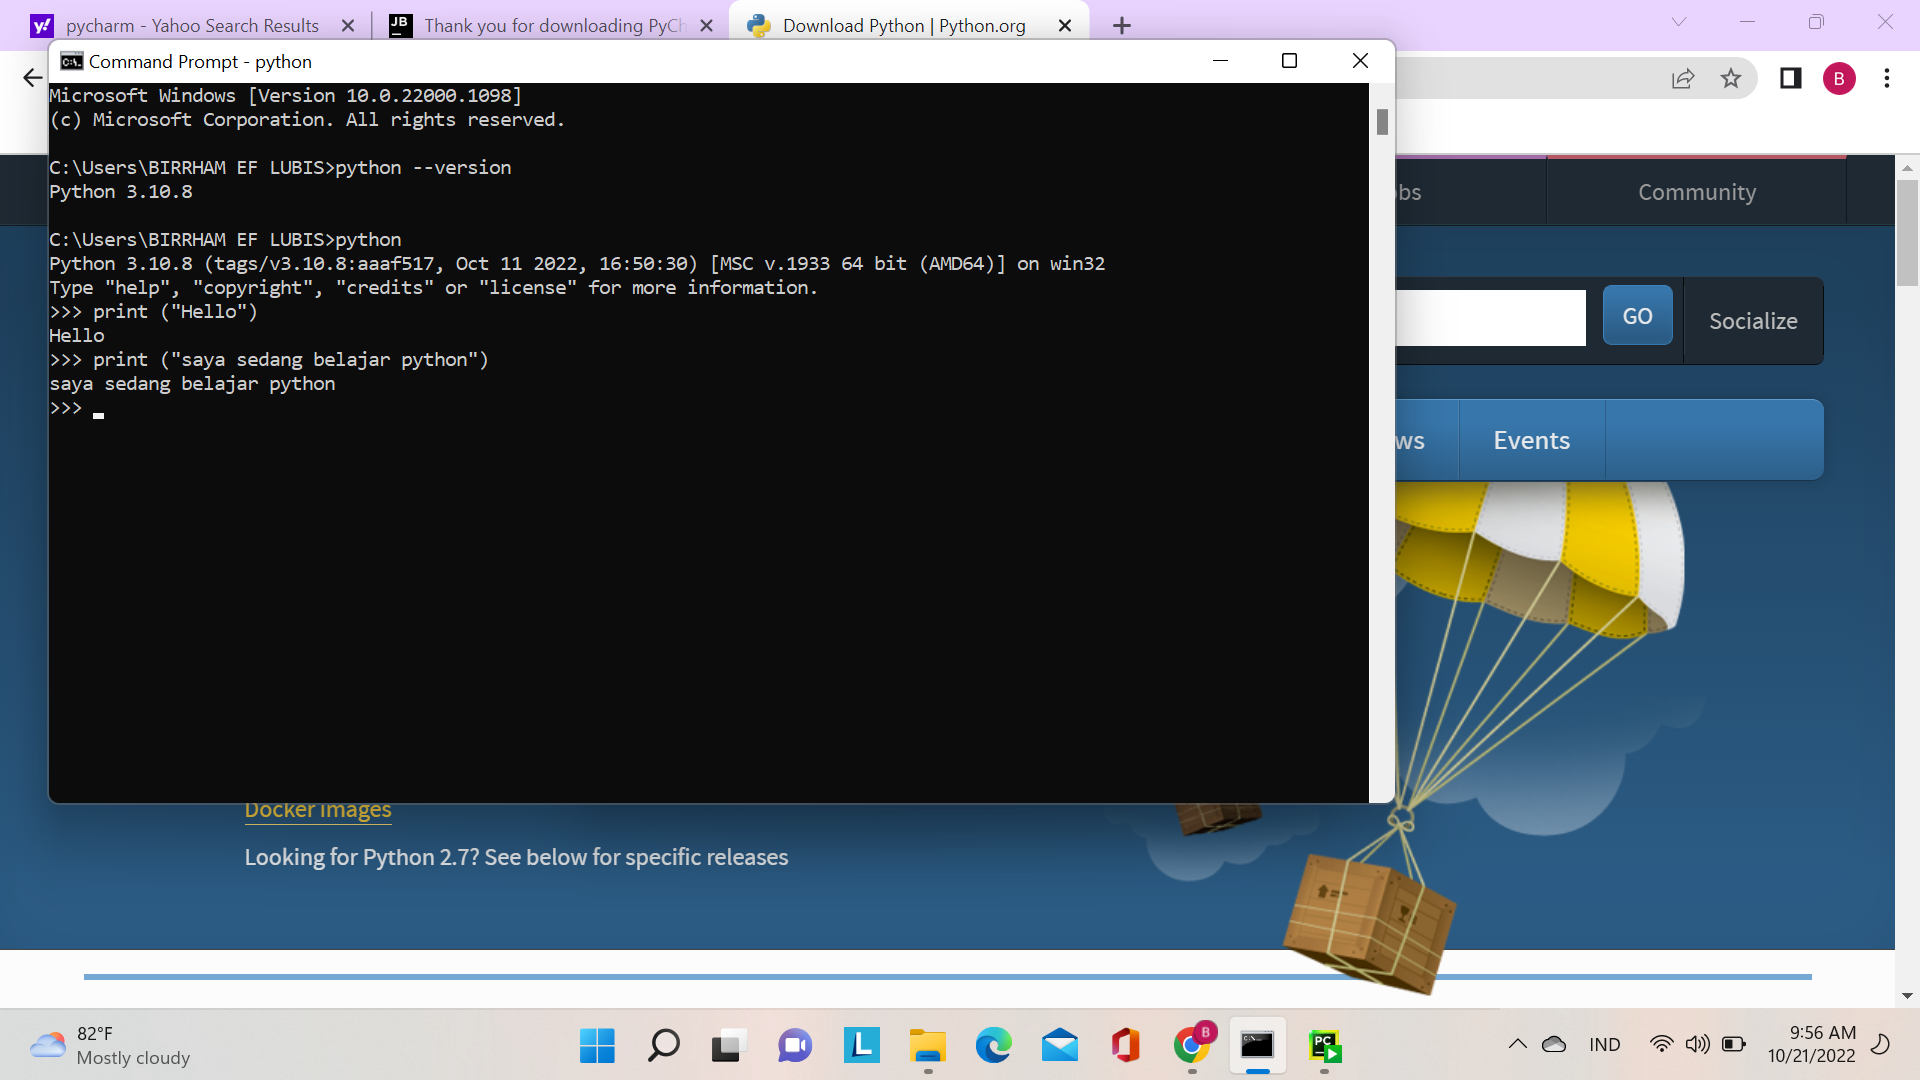 pycharm - Yahoo Search Results
JB
Thank you for downloading PyCh
Download Python | Python.org
Command Prompt - python
B
Microsoft Windows [Version 10.0.22000.1098]
(c) Microsoft Corporation. All rights reserved.
C:\Users\BIRRHAM EF LUBIS>python --version
Python 3.10.8
obs
Community
C:\Users\BIRRHAM EF LUBIS>python
Python 3.10.8 (tags/v3.10.8:aaaf517, Oct 11 2022, 16:50:30) [MSC v.1933 64 bit (AMD64)] on win32
Type "help", "copyright", "credits" or "license" for more information.
>>> print ("Hello")
Hello
>>> print ("saya sedang belajar python")
saya sedang belajar python
>>>
GO
Socialize
ws
Events
Docker images
Looking for Python 2.7? See below for specific releases
82°F
Mostly cloudy
L
B
PC
IND
9:56 AM
10/21/2022